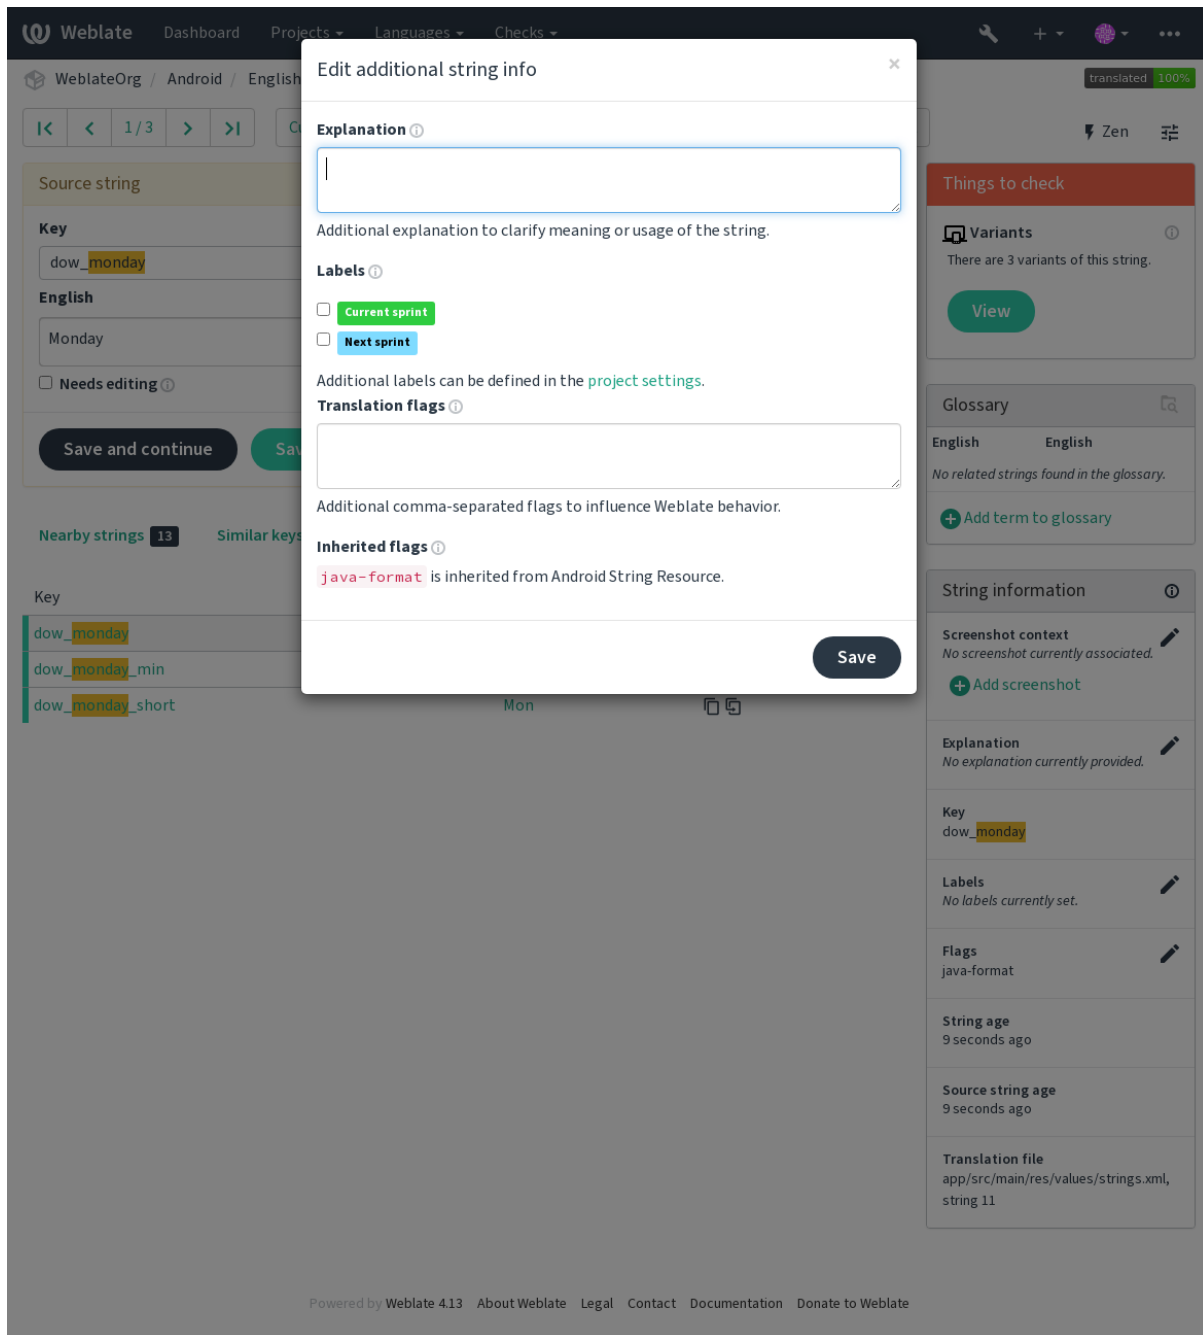 Weblate Dashboard Projects Languages Checks
Edit additional string info ×
WeblateOrg / Android / English
translated 100%
1 / 3
Zen
Source string
Key
dow_monday
English
Monday
Needs editing
Save and continue
Nearby strings 13 Similar keys
Key
dow_monday
dow_monday_min
dow_monday_short Mon
Explanation
Additional explanation to clarify meaning or usage of the string.
Labels
Current sprint
Next sprint
Additional labels can be defined in the project settings.
Translation flags
Additional comma-separated flags to influence Weblate behavior.
Inherited flags
java-format is inherited from Android String Resource.
Save
Things to check
Variants
There are 3 variants of this string.
View
Glossary
English English
No related strings found in the glossary.
Add term to glossary
String information
Screenshot context
No screenshot currently associated.
Add screenshot
Explanation
No explanation currently provided.
Key
dow_monday
Labels
No labels currently set.
Flags
java-format
String age
9 seconds ago
Source string age
9 seconds ago
Translation file
app/src/main/res/values/strings.xml,
string 11
Powered by Weblate 4.13 About Weblate Legal Contact Documentation Donate to Weblate